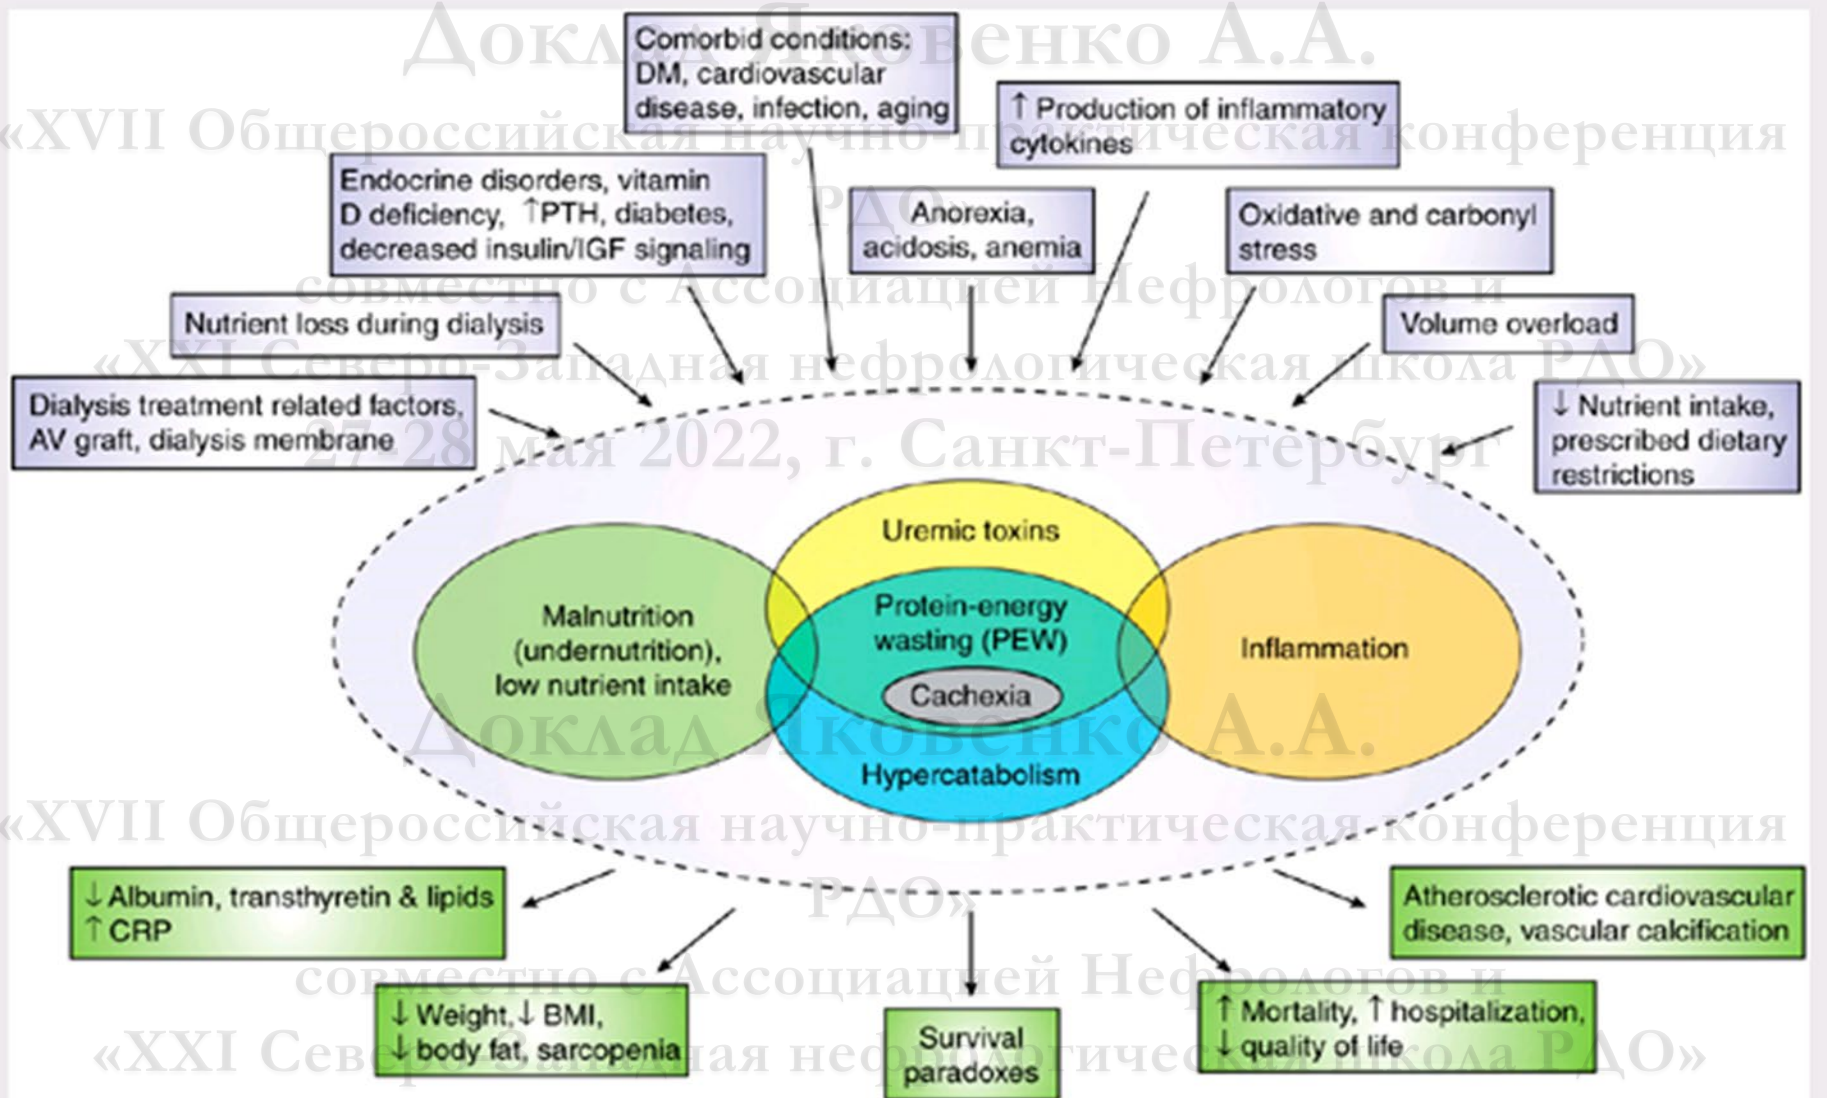 Доклад Яковенко А.А.
«XVII Общероссийская научно-практическая конференция
РДО»
совместно с Ассоциацией Нефрологов и
«XXI Северо-Западная нефрологическая школа РДО»
27-28 мая 2022, г. Санкт-Петербург
Comorbid conditions:
DM, cardiovascular
disease, infection, aging
↑ Production of inflammatory
cytokines
Endocrine disorders, vitamin
D deficiency, ↑PTH, diabetes,
decreased insulin/IGF signaling
Anorexia,
acidosis, anemia
Oxidative and carbonyl
stress
Nutrient loss during dialysis
Volume overload
Dialysis treatment related factors,
AV graft, dialysis membrane
↓ Nutrient intake,
prescribed dietary
restrictions
Uremic toxins
Malnutrition
(undernutrition),
low nutrient intake
Protein-energy
wasting (PEW)
Cachexia
Inflammation
Hypercatabolism
Доклад Яковенко А.А.
«XVII Общероссийская научно-практическая конференция
РДО»
совместно с Ассоциацией Нефрологов и
«XXI Северо-Западная нефрологическая школа РДО»
↓ Albumin, transthyretin & lipids
↑ CRP
↓ Weight, ↓ BMI,
↓ body fat, sarcopenia
Survival
paradoxes
↑ Mortality, ↑ hospitalization,
↓ quality of life
Atherosclerotic cardiovascular
disease, vascular calcification